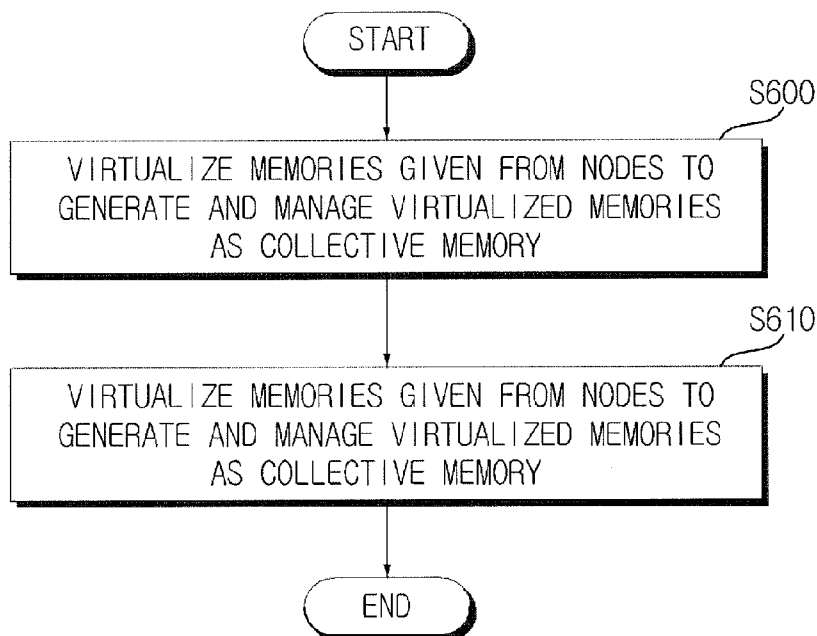 START
S600
VIRTUALIZE MEMORIES GIVEN FROM NODES TO
GENERATE AND MANAGE VIRTUALIZED MEMORIES
AS COLLECTIVE MEMORY
S610
VIRTUALIZE MEMORIES GIVEN FROM NODES TO
GENERATE AND MANAGE VIRTUALIZED MEMORIES
AS COLLECTIVE MEMORY
END